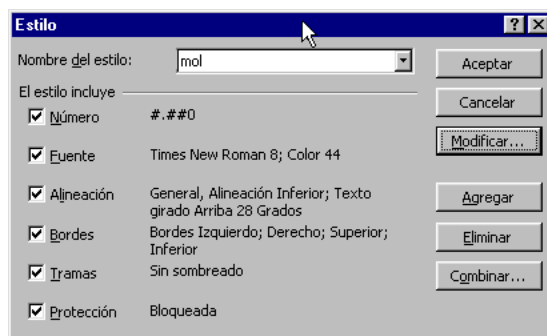 Estilo
Nombre del estilo: mol Aceptar
El estilo incluye Cancelar
Número #.##0
Modificar...
Fuente Times New Roman 8; Color 44
Alineación General, Alineación Inferior; Texto girado Arriba 28 Grados Agregar
Bordes Bordes Izquierdo; Derecho; Superior; Inferior Eliminar
Tramas Sin sombreado Combinar...
Protección Bloqueada